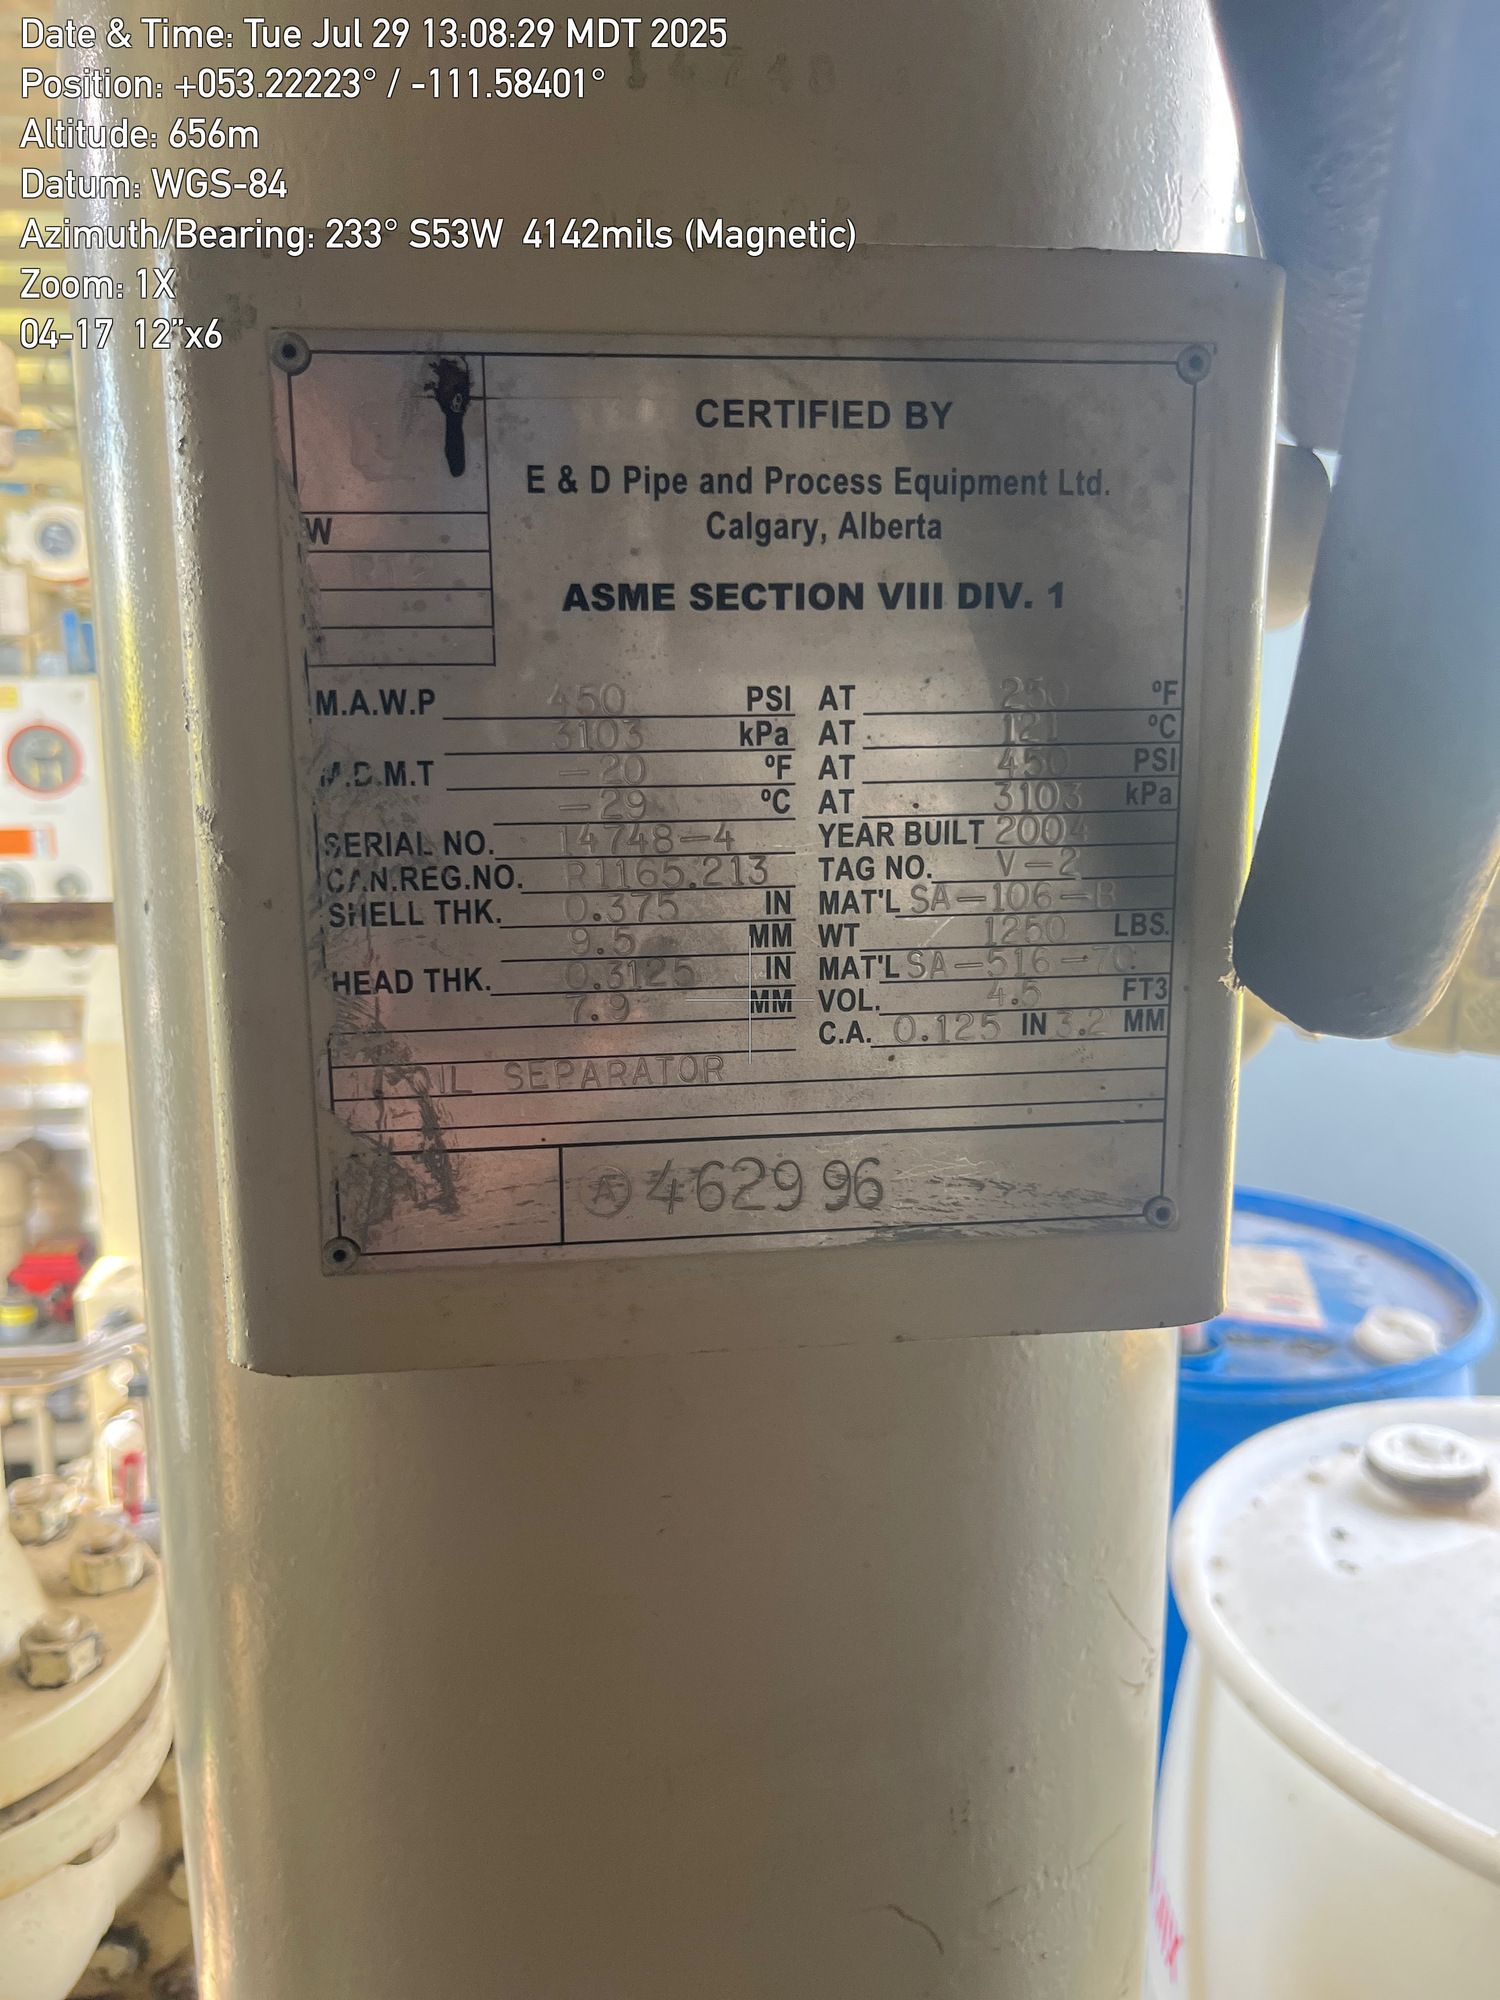 Date & Time: Tue Jul 29 13:08:29 MDT 2025
Position: +053.22223° / -111.58401°
Altitude: 656m
Datum: WGS-84
Azimuth/Bearing: 233° S53W 4142mils (Magnetic)
Zoom: 1X
04-17 12"x6
CERTIFIED BY
E & D Pipe and Process Equipment Ltd.
Calgary, Alberta
W
ASME SECTION VIII DIV. 1
M.A.W.P 450 PSI AT 250 °F
3103 kPa AT 121 °C
M.D.M.T -20 °F AT 450 PSI
-29 °C AT 3103 kPa
SERIAL NO. 14748-4 YEAR BUILT 2004
CAN.REG.NO. R1165.213 TAG NO. V-2
SHELL THK. 0.375 IN MAT'L SA-106-B
9.5 MM WT 1250 LBS.
HEAD THK. 0.3125 IN MAT'L SA-516-70
7.9 MM VOL. 4.5 FT3
C.A. 0.125 IN 3.2 MM
OIL SEPARATOR
A 462996